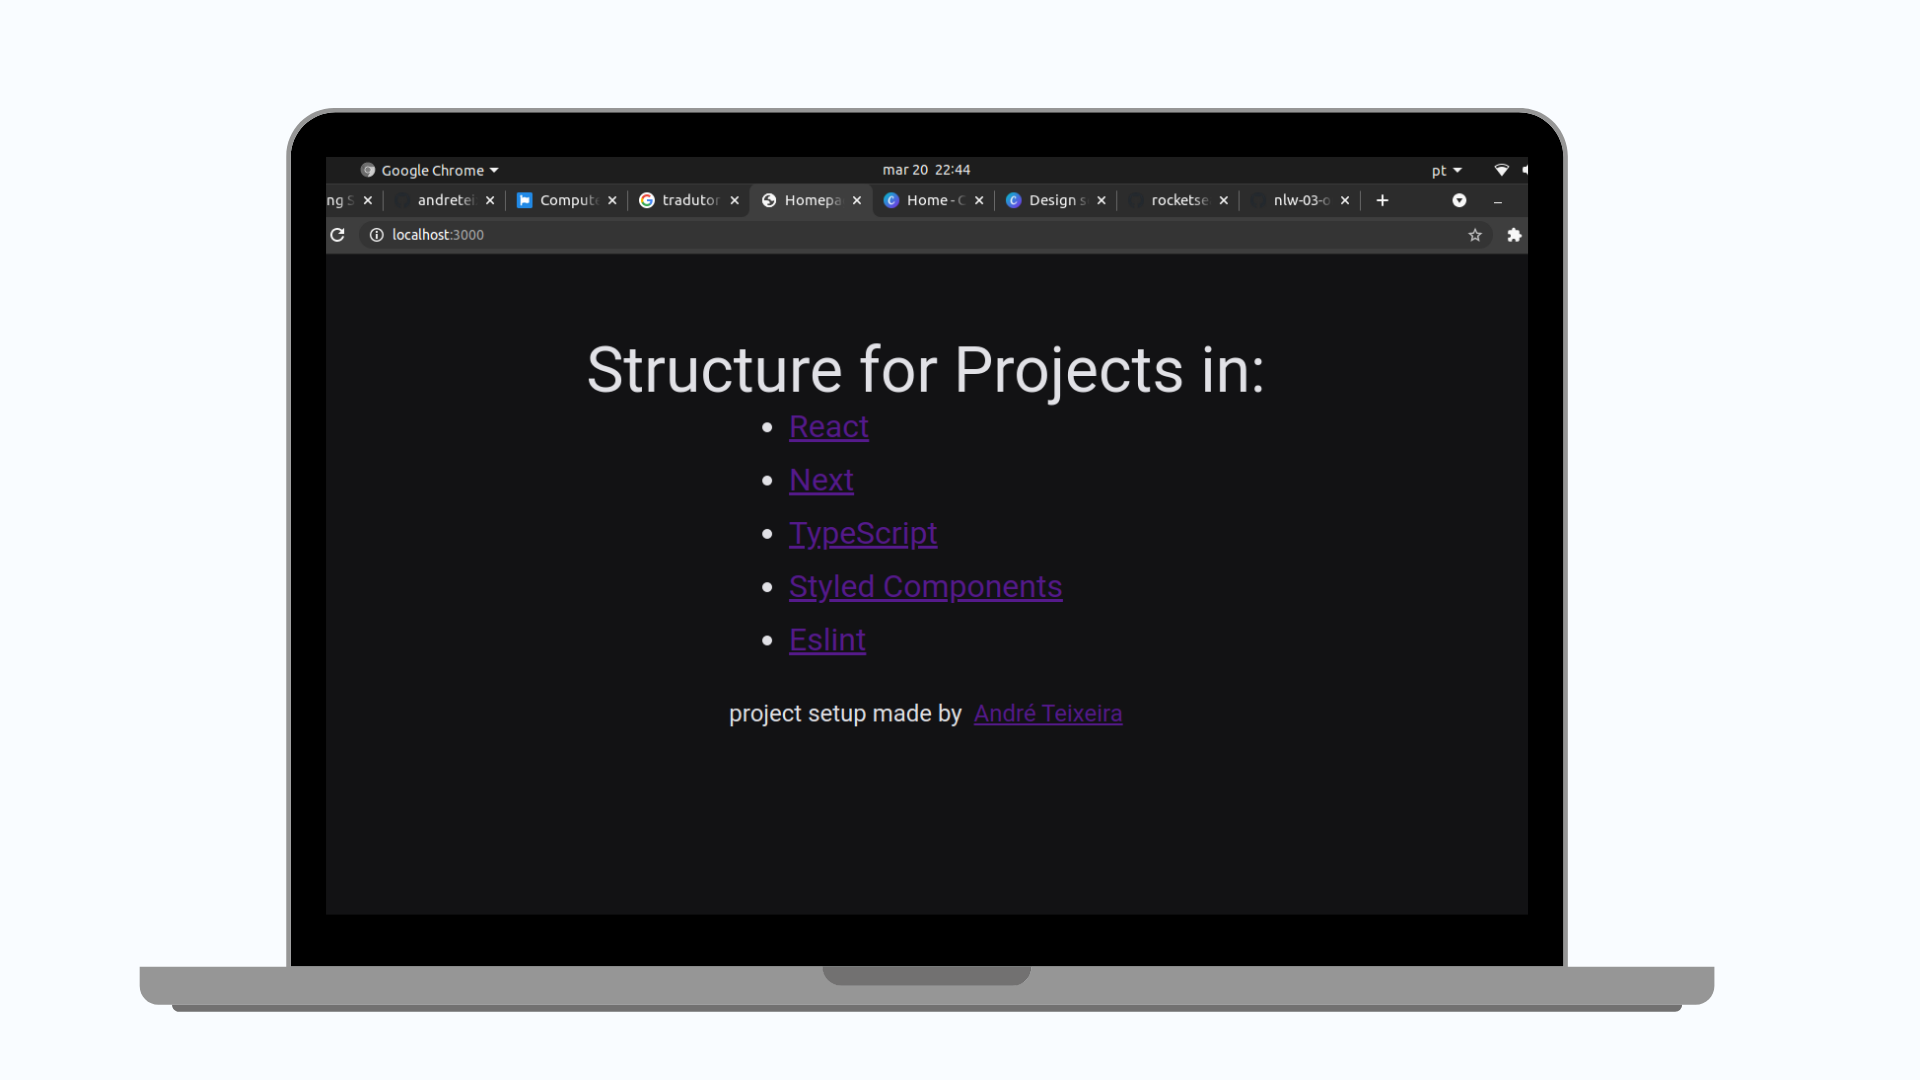 Google Chrome mar 20 22:44 pt
ng S andretei Compute tradutor Homepa Home - C Design s rocketse nlw-03-o
localhost:3000
Structure for Projects in:
React
Next
TypeScript
Styled Components
Eslint
project setup made by André Teixeira